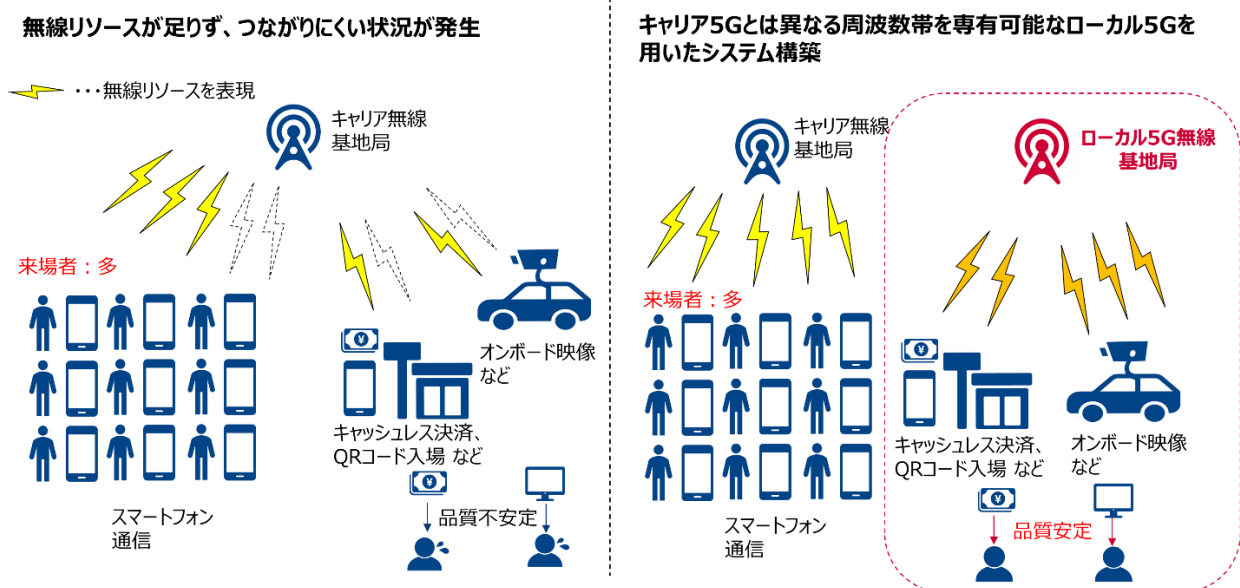 無線リソースが足りず、つながりにくい状況が発生
・・・無線リソースを表現
キャリア無線
基地局
来場者：多
オンボード映像
など
¥
キャッシュレス決済、
QRコード入場 など
¥
品質不安定
スマートフォン
通信
キャリア5Gとは異なる周波数帯を専有可能なローカル5Gを
用いたシステム構築
キャリア無線
基地局
ローカル5G無線
基地局
来場者：多
¥
キャッシュレス決済、
QRコード入場 など
オンボード映像
など
¥
品質安定
スマートフォン
通信